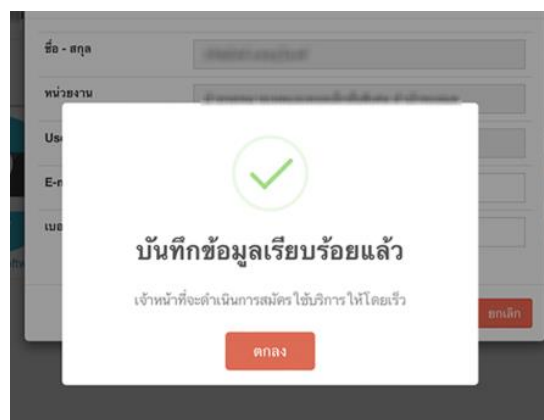 ชื่อ - สกุล
หน่วยงาน
Use
E-m
เบอ
บันทึกข้อมูลเรียบร้อยแล้ว
เจ้าหน้าที่จะดำเนินการสมัคร ใช้บริการ ให้โดยเร็ว
ยกเลิก
ตกลง